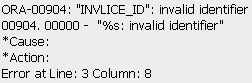 ORA-00904: "INVLICE_ID": invalid identifier
00904. 00000 -  "%s: invalid identifier"
*Cause:
*Action:
Error at Line: 3 Column: 8